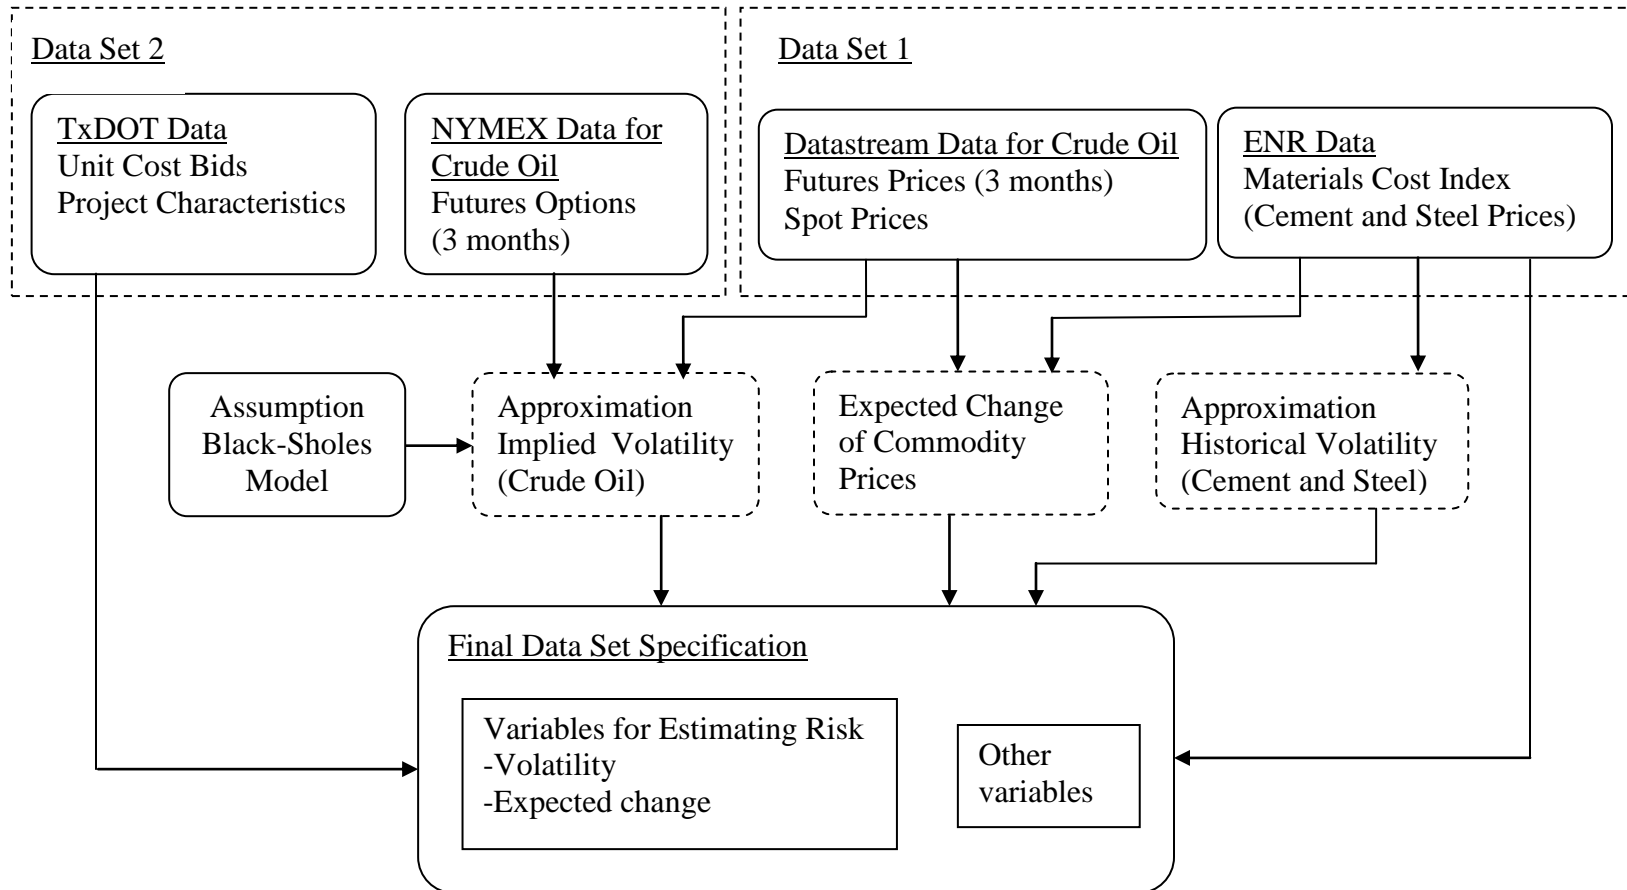 Data Set 2
TxDOT Data
Unit Cost Bids
Project Characteristics
NYMEX Data for
Crude Oil
Futures Options
(3 months)
Data Set 1
Datastream Data for Crude Oil
Futures Prices (3 months)
Spot Prices
ENR Data
Materials Cost Index
(Cement and Steel Prices)
Assumption
Black-Sholes
Model
Approximation
Implied Volatility
(Crude Oil)
Expected Change
of Commodity
Prices
Approximation
Historical Volatility
(Cement and Steel)
Final Data Set Specification
Variables for Estimating Risk
-Volatility
-Expected change
Other
variables